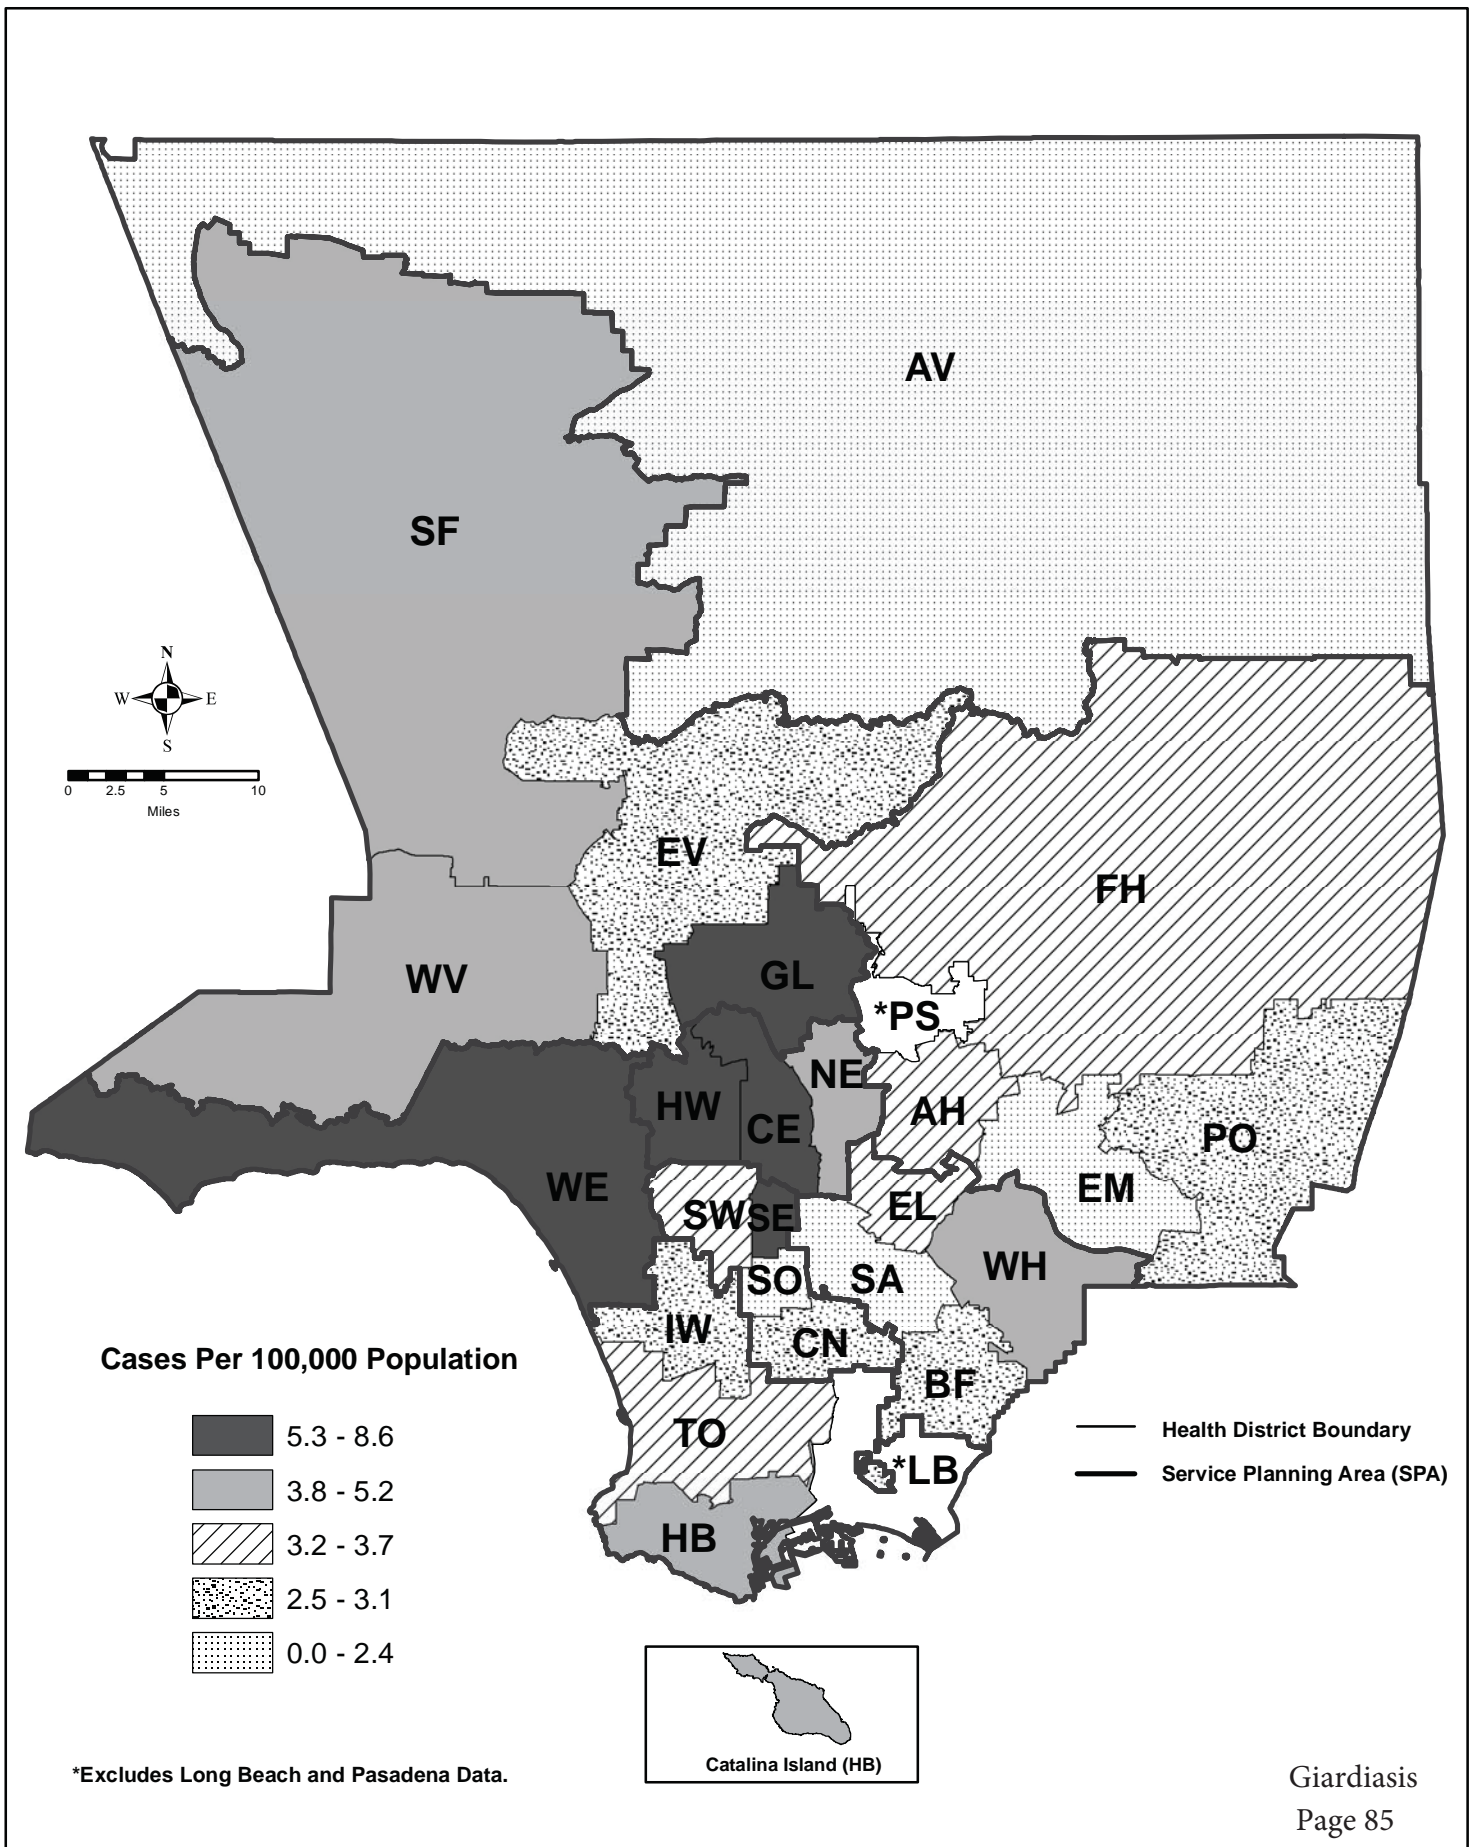 AV
SF
N
W E
S
0 2.5 5 10
Miles
EV
FH
WV
GL
*PS
NE
HW
AH
CE
PO
WE
EM
EL
SW
SE
WH
SO
SA
IW
CN
BF
TO
*LB
HB
Cases Per 100,000 Population
5.3 - 8.6
3.8 - 5.2
3.2 - 3.7
2.5 - 3.1
0.0 - 2.4
Health District Boundary
Service Planning Area (SPA)
Catalina Island (HB)
*Excludes Long Beach and Pasadena Data.
Giardiasis
Page 85